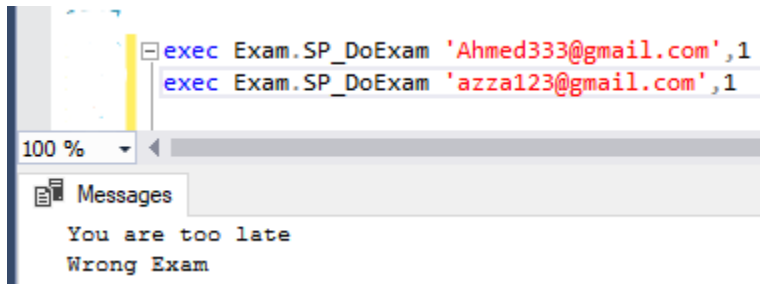 exec Exam.SP_DoExam 'Ahmed333@gmail.com',1
exec Exam.SP_DoExam 'azza123@gmail.com',1
100 %
Messages
You are too late
Wrong Exam